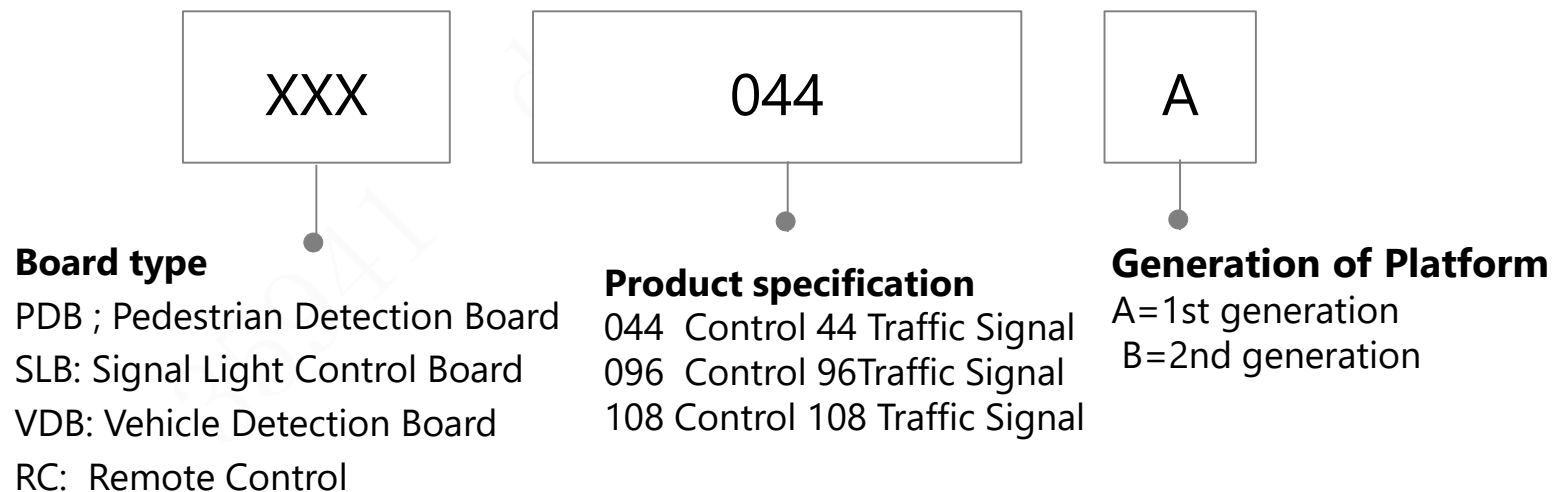 XXX
044
A
Board type
PDB ; Pedestrian Detection Board
SLB: Signal Light Control Board
VDB: Vehicle Detection Board
RC:  Remote Control
Product specification
044  Control 44 Traffic Signal
096  Control 96Traffic Signal
108 Control 108 Traffic Signal
Generation of Platform
A=1st generation
B=2nd generation